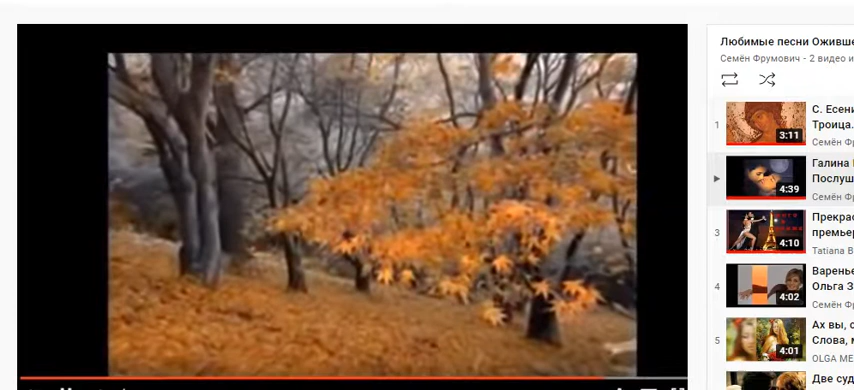 Любимые песни Оживше
Семён Фрумович - 2 видео и
1
3:11
С. Есени
Троица.
Семён Фр
4:39
Галина
Послуш
Семён Фр
3
4:10
Прекрас
премьер
Tatiana B
4
4:02
Варенье
Ольга З
Семён Фр
5
4:01
Ах вы, с
Слова, м
OLGA ME
Две суд